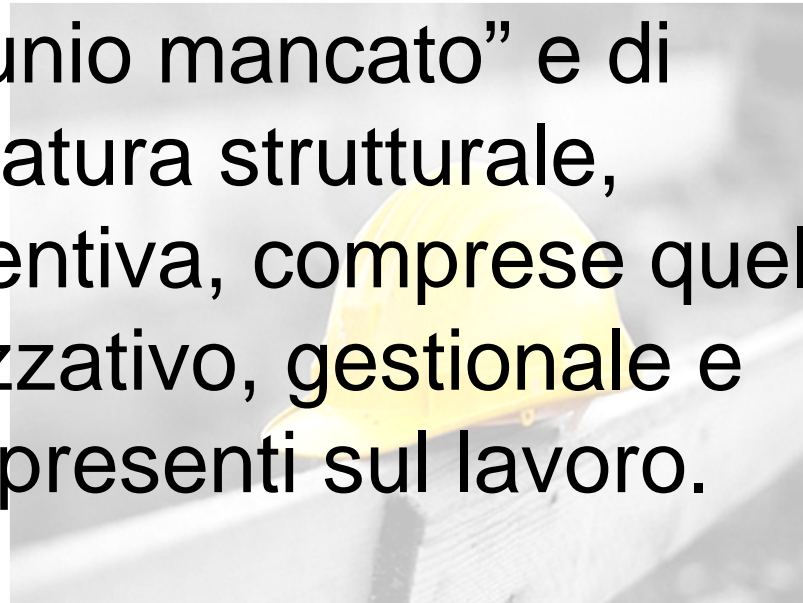 unio mancato” e di
atura strutturale,
entiva, comprese quel
zzativo, gestionale e
presenti sul lavoro.